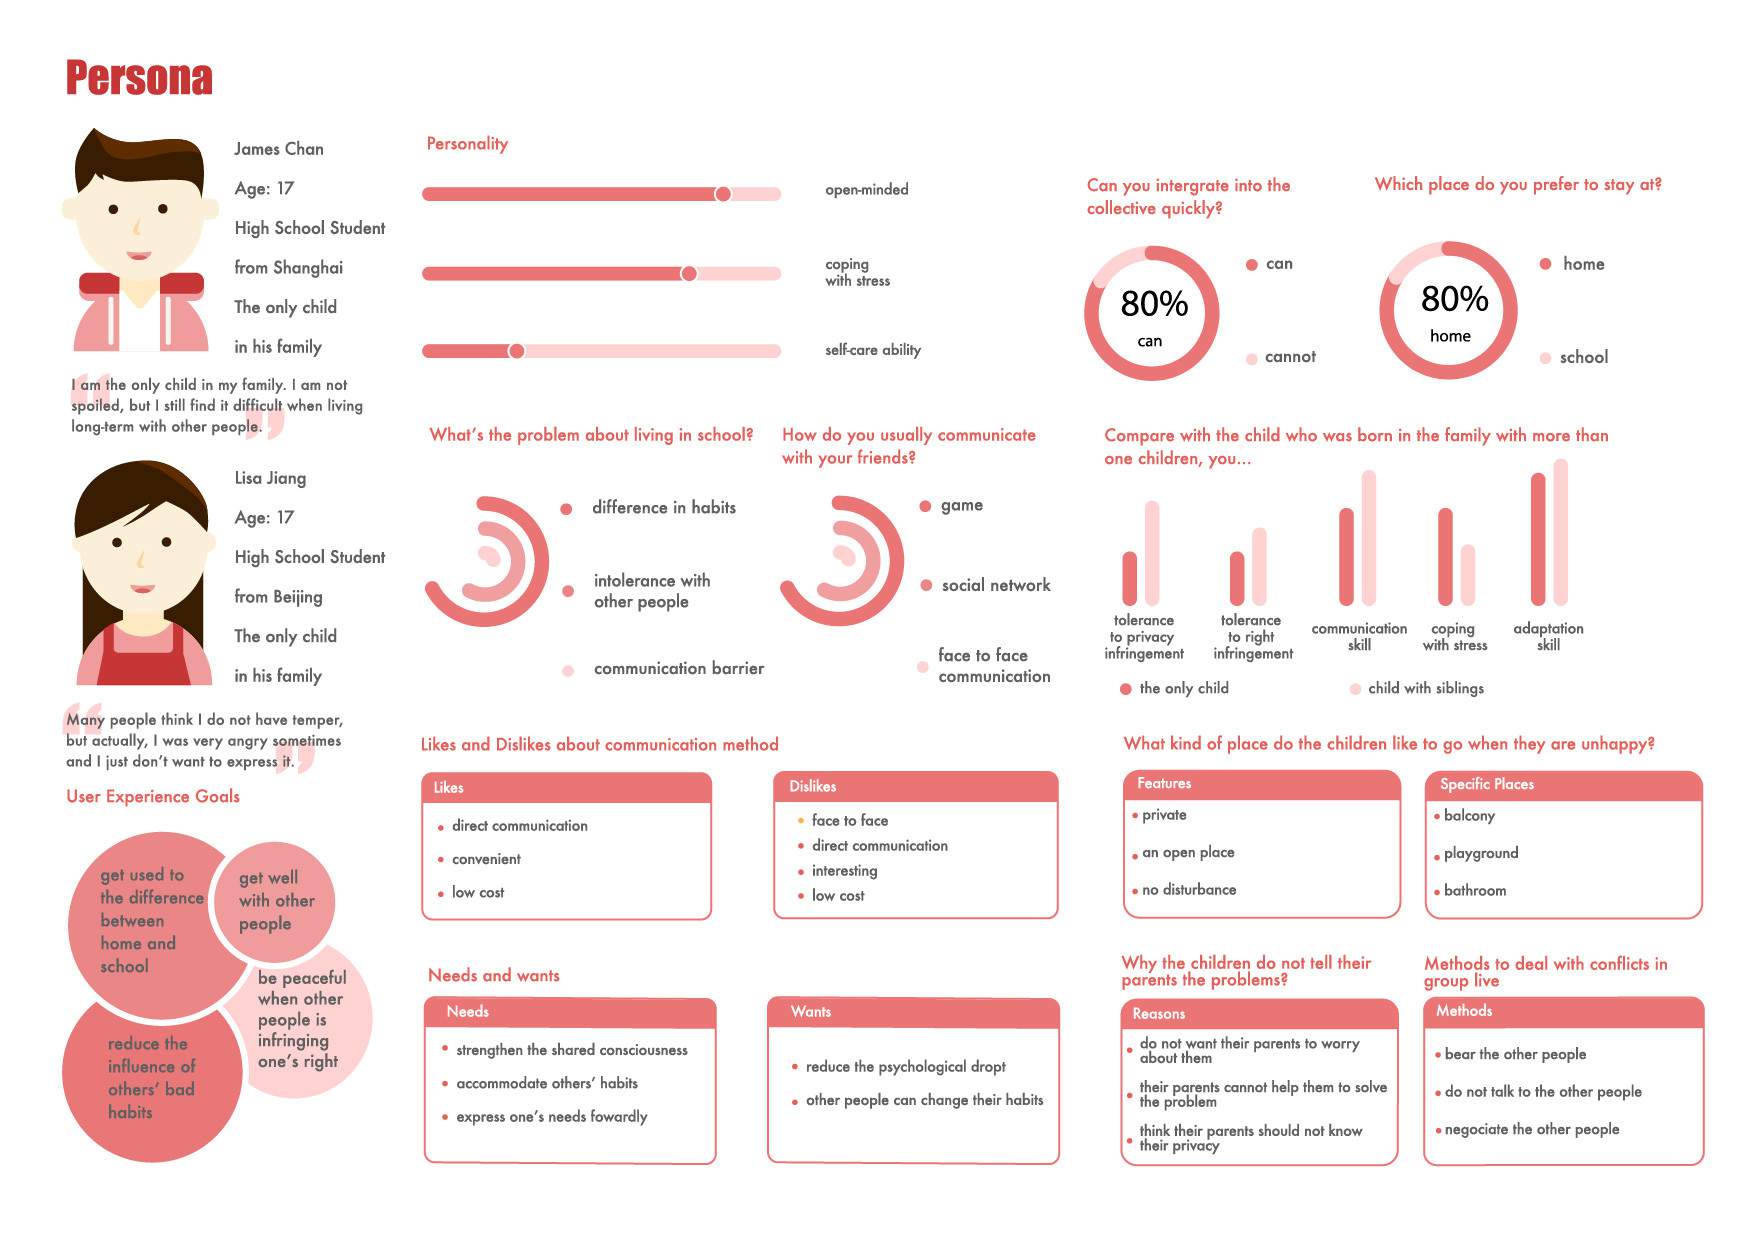 Persona
James Chan
Age: 17
High School Student
from Shanghai
The only child
in his family
I am the only child in my family. I am not
spoiled, but I still find it difficult when living
long-term with other people.
Lisa Jiang
Age: 17
High School Student
from Beijing
The only child
in his family
Many people think I do not have temper,
but actually, I was very angry sometimes
and I just don't want to express it.
User Experience Goals
get used to
the difference
between
home and
school
get well
with other
people
be peaceful
when other
people is
infringing
one's right
reduce the
influence of
others' bad
habits
Personality
open-minded
coping
with stress
self-care ability
Can you intergrate into the
collective quickly?
80%
can
can
cannot
Which place do you prefer to stay at?
80%
home
home
school
What's the problem about living in school?
difference in habits
intolerance with
other people
communication barrier
How do you usually communicate
with your friends?
game
social network
face to face
communication
Compare with the child who was born in the family with more than
one children, you...
tolerance
to privacy
infringement
tolerance
to right
infringement
communication
skill
coping
with stress
adaptation
skill
the only child
child with siblings
Likes and Dislikes about communication method
Likes
direct communication
convenient
low cost
Dislikes
face to face
direct communication
interesting
low cost
What kind of place do the children like to go when they are unhappy?
Features
private
an open place
no disturbance
Specific Places
balcony
playground
bathroom
Needs and wants
Needs
strengthen the shared consciousness
accommodate others' habits
express one's needs fowardly
Wants
reduce the psychological dropt
other people can change their habits
Why the children do not tell their
parents the problems?
Reasons
do not want their parents to worry
about them
their parents cannot help them to solve
the problem
think their parents should not know
their privacy
Methods to deal with conflicts in
group live
Methods
bear the other people
do not talk to the other people
negociate the other people